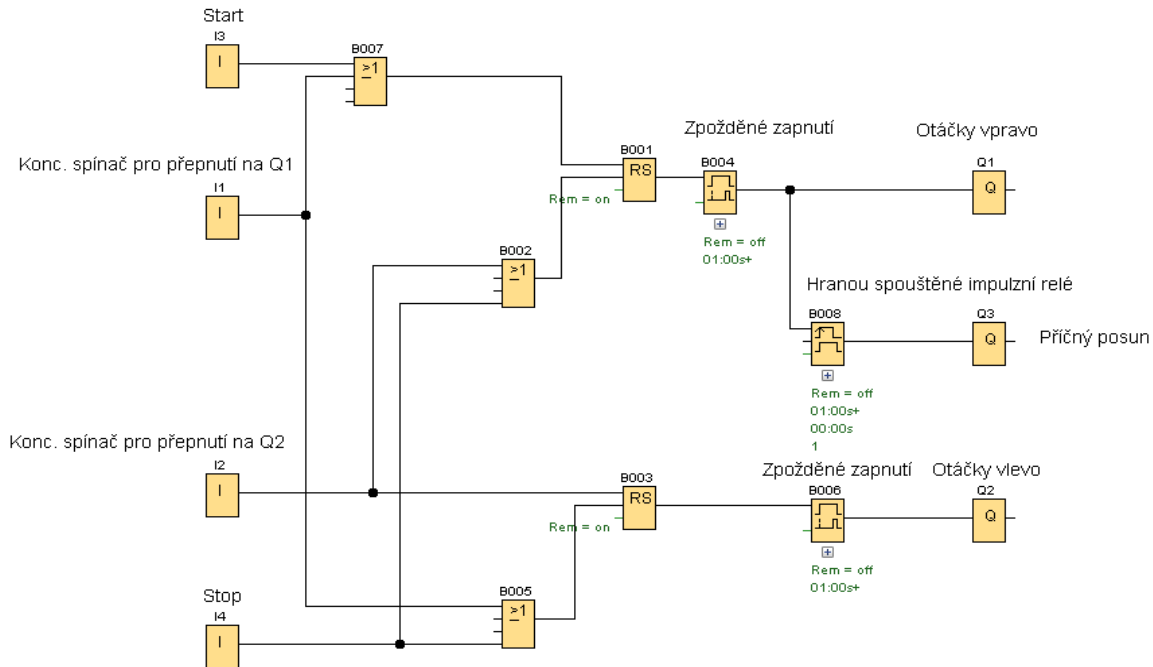 Start
I3
I
B007
≥1
Konc. spínač pro přepnutí na Q1
I1
I
Zpožděné zapnutí
Otáčky vpravo
B001
RS
Rem = on
B004
Rem = off
01:00s+
Q1
Q
B002
≥1
Hranou spouštěné impulzní relé
B008
Rem = off
01:00s+
00:00s
1
Q3
Q
Příčný posun
Konc. spínač pro přepnutí na Q2
I2
I
B003
RS
Rem = on
Zpožděné zapnutí
B006
Rem = off
01:00s+
Otáčky vlevo
Q2
Q
Stop
I4
I
B005
≥1